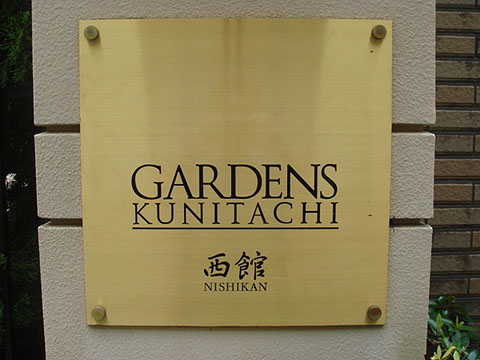 GARDENS
KUNITACHI
西館
NISHIKAN